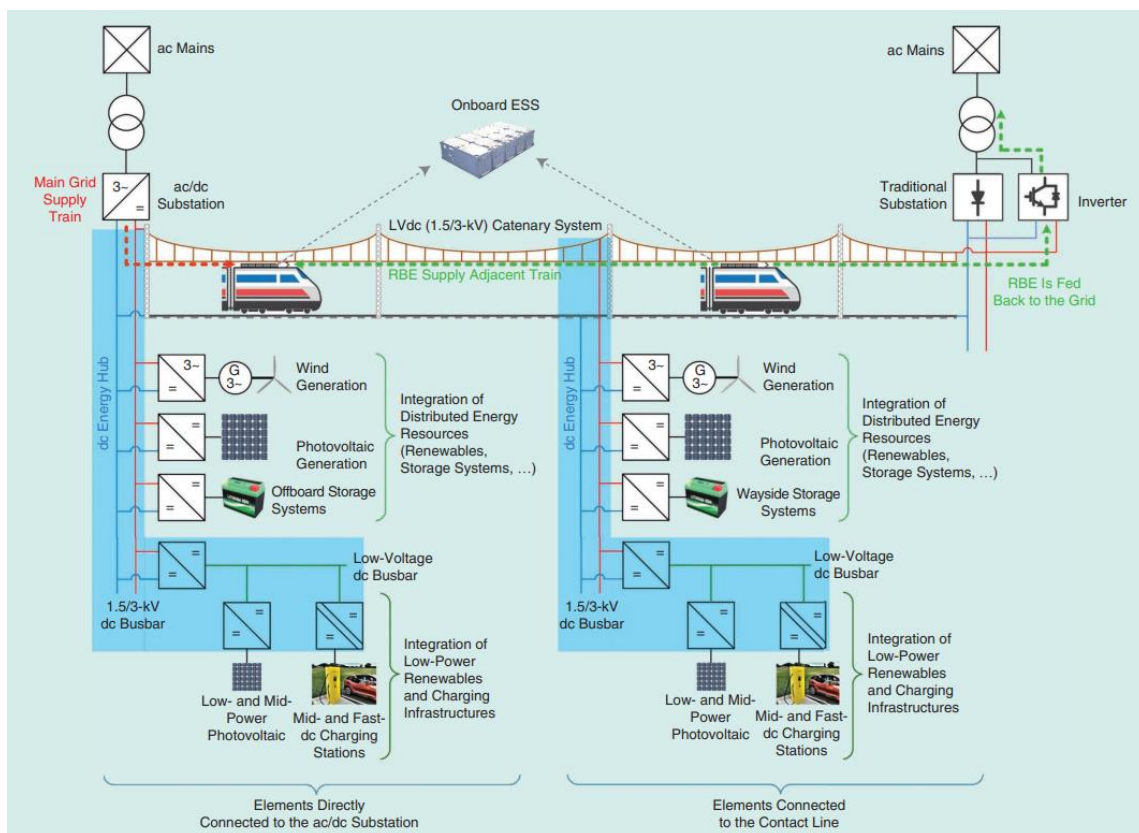 ac Mains
ac Mains
Onboard ESS
Main Grid
Supply
Train
3~
=
ac/dc
Substation
Traditional
Substation
Inverter
LVdc (1.5/3-kV) Catenary System
RBE Supply Adjacent Train
RBE Is Fed
Back to the Grid
dc Energy Hub
3~
=
G
3~
Wind
Generation
=
=
Photovoltaic
Generation
=
=
Offboard Storage
Systems
Integration of
Distributed Energy
Resources
(Renewables,
Storage Systems, ...)
=
=
Low-Voltage
dc Busbar
1.5/3-kV
dc Busbar
=
=
=
=
Low- and Mid-
Power
Photovoltaic
Mid- and Fast-
dc Charging
Stations
Integration of
Low-Power
Renewables
and Charging
Infrastructures
Elements Directly
Connected to the ac/dc Substation
dc Energy Hub
3~
=
G
3~
Wind
Generation
=
=
Photovoltaic
Generation
=
=
Wayside Storage
Systems
Integration of
Distributed Energy
Resources
(Renewables,
Storage Systems, ...)
=
=
Low-Voltage
dc Busbar
1.5/3-kV
dc Busbar
=
=
=
=
Low- and Mid-
Power
Photovoltaic
Mid- and Fast-
dc Charging
Stations
Integration of
Low-Power
Renewables
and Charging
Infrastructures
Elements Connected
to the Contact Line